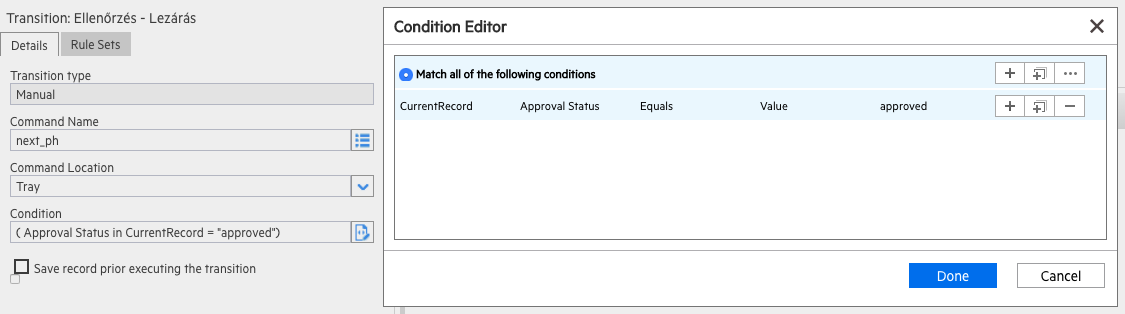 Transition: Ellenőrzés - Lezárás
Details
Rule Sets
Transition type
Manual
Command Name
next_ph
Command Location
Tray
Condition
( Approval Status in CurrentRecord = "approved")
Save record prior executing the transition
Condition Editor
Match all of the following conditions
CurrentRecord Approval Status Equals Value approved
Done
Cancel